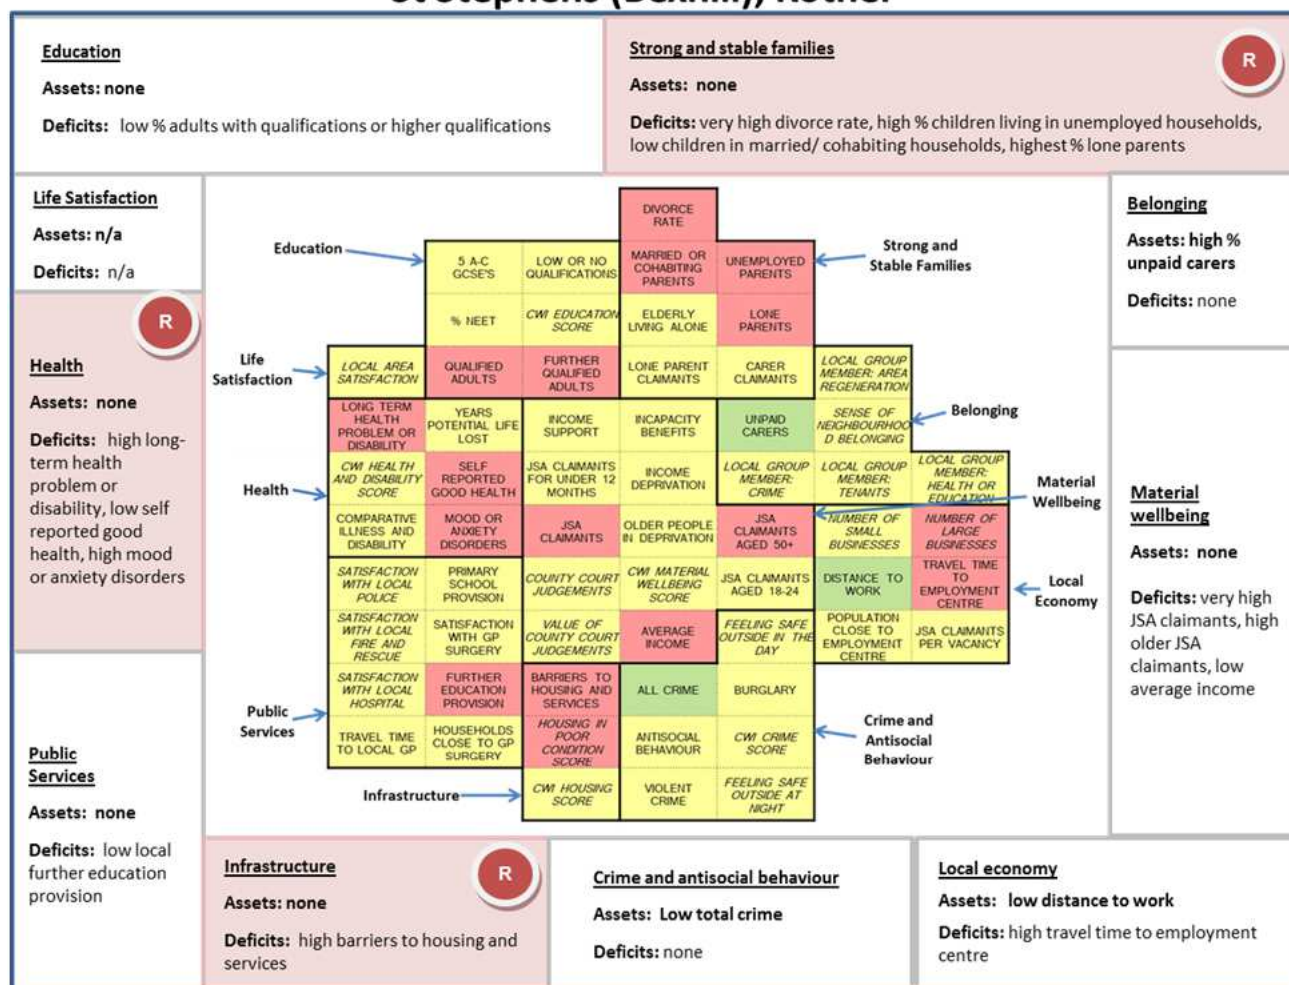 St Stephens (Bexhill), Rother
Education
Assets: none
Deficits: low % adults with qualifications or higher qualifications
Strong and stable families
R
Assets: none
Deficits: very high divorce rate, high % children living in unemployed households,
low children in married/ cohabiting households, highest % lone parents
Life Satisfaction
Assets: n/a
Deficits: n/a
R
Health
Assets: none
Deficits: high long-
term health
problem or
disability, low self
reported good
health, high mood
or anxiety disorders
Public
Services
Assets: none
Deficits: low local
further education
provision
Education
Life
Satisfaction
Health
Public
Services
Infrastructure
DIVORCE
RATE
5 A-C
GCSE'S
LOW OR NO
QUALIFICATIONS
MARRIED OR
COHABITING
PARENTS
UNEMPLOYED
PARENTS
% NEET
CWI EDUCATION
SCORE
ELDERLY
LIVING ALONE
LONE
PARENTS
LOCAL AREA
SATISFACTION
QUALIFIED
ADULTS
FURTHER
QUALIFIED
ADULTS
LONE PARENT
CLAIMANTS
CARER
CLAIMANTS
LOCAL GROUP
MEMBER: AREA
REGENERATION
LONG TERM
HEALTH
PROBLEM OR
DISABILITY
YEARS
POTENTIAL LIFE
LOST
INCOME
SUPPORT
INCAPACITY
BENEFITS
UNPAID
CARERS
SENSE OF
NEIGHBOURHOO
D BELONGING
CWI HEALTH
AND DISABILITY
SCORE
SELF
REPORTED
GOOD HEALTH
JSA CLAIMANTS
FOR UNDER 12
MONTHS
INCOME
DEPRIVATION
LOCAL GROUP
MEMBER: CRIME
LOCAL GROUP
MEMBER:
TENANTS
LOCAL GROUP
MEMBER:
HEALTH OR
EDUCATION
COMPARATIVE
ILLNESS AND
DISABILITY
MOOD OR
ANXIETY
DISORDERS
JSA
CLAIMANTS
OLDER PEOPLE
IN DEPRIVATION
JSA
CLAIMANTS
AGED 50+
NUMBER OF
SMALL
BUSINESSES
NUMBER OF
LARGE
BUSINESSES
SATISFACTION
WITH LOCAL
POLICE
PRIMARY
SCHOOL
PROVISION
COUNTY COURT
JUDGEMENTS
CWI MATERIAL
WELLBEING
SCORE
JSA CLAIMANTS
AGED 18-24
DISTANCE TO
WORK
TRAVEL TIME
TO
EMPLOYMENT
CENTRE
SATISFACTION
WITH LOCAL
FIRE AND
RESCUE
SATISFACTION
WITH GP
SURGERY
VALUE OF
COUNTY COURT
JUDGEMENTS
AVERAGE
INCOME
FEELING SAFE
OUTSIDE IN THE
DAY
POPULATION
CLOSE TO
EMPLOYMENT
CENTRE
JSA CLAIMANTS
PER VACANCY
SATISFACTION
WITH LOCAL
HOSPITAL
FURTHER
EDUCATION
PROVISION
BARRIERS TO
HOUSING AND
SERVICES
ALL CRIME
BURGLARY
TRAVEL TIME
TO LOCAL GP
HOUSEHOLDS
CLOSE TO GP
SURGERY
HOUSING IN
POOR
CONDITION
SCORE
ANTISOCIAL
BEHAVIOUR
CWI CRIME
SCORE
CWI HOUSING
SCORE
VIOLENT
CRIME
FEELING SAFE
OUTSIDE AT
NIGHT
Strong and
Stable Families
Belonging
Material
Wellbeing
Local
Economy
Crime and
Antisocial
Behaviour
Belonging
Assets: high %
unpaid carers
Deficits: none
Material
wellbeing
Assets: none
Deficits: very high
JSA claimants, high
older JSA
claimants, low
average income
Infrastructure
R
Assets: none
Deficits: high barriers to housing and
services
Crime and antisocial behaviour
Assets: Low total crime
Deficits: none
Local economy
Assets: low distance to work
Deficits: high travel time to employment
centre